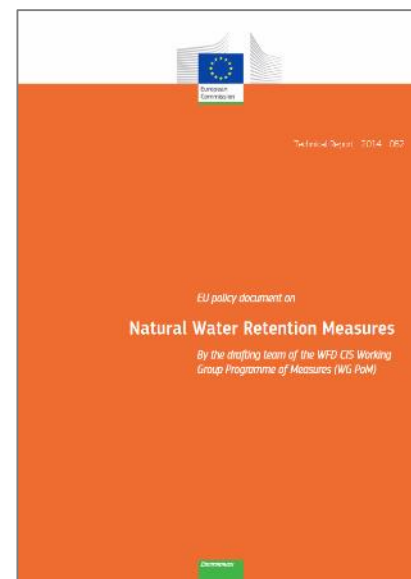 European
Commission
Technical Report - 2014 - 082
EU policy document on
Natural Water Retention Measures
By the drafting team of the WFD CIS Working
Group Programme of Measures (WG PoM)
Environment